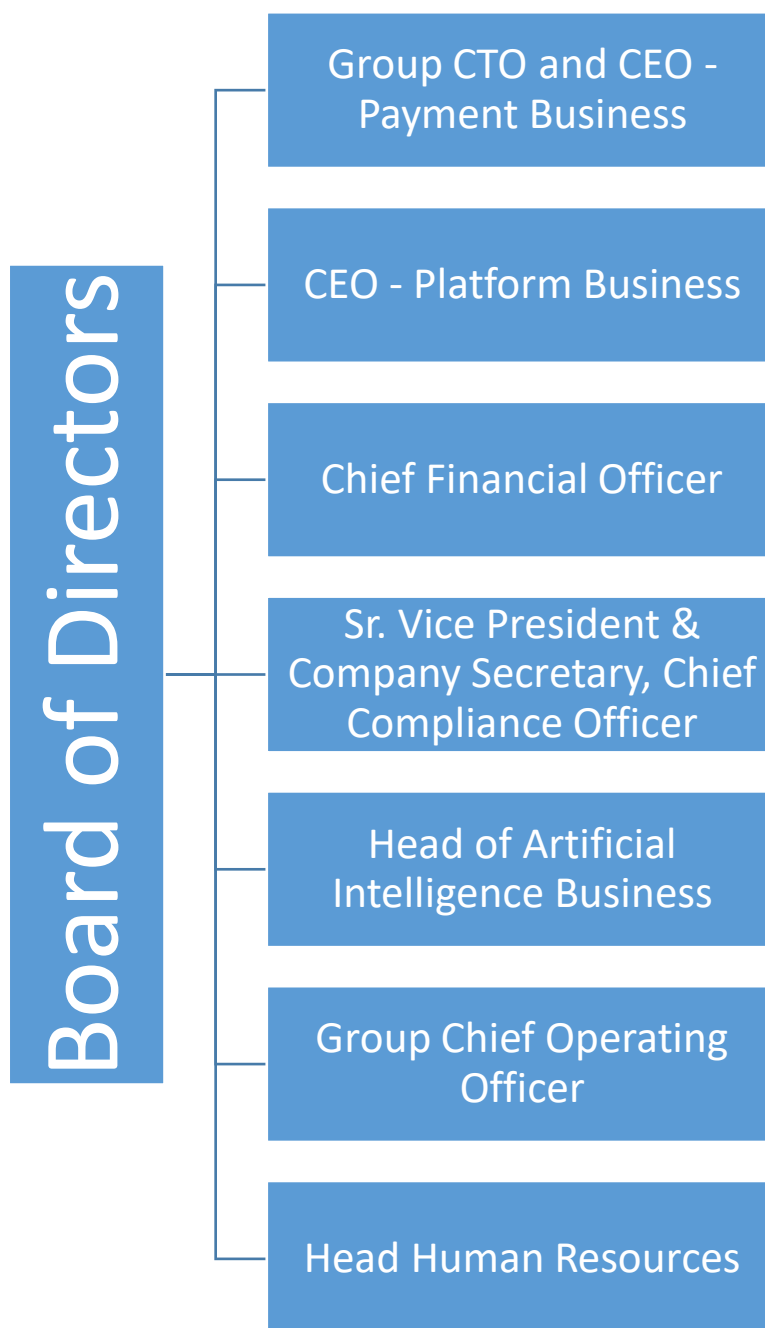 Board of Directors
Group CTO and CEO -
Payment Business
CEO - Platform Business
Chief Financial Officer
Sr. Vice President &
Company Secretary, Chief
Compliance Officer
Head of Artificial
Intelligence Business
Group Chief Operating
Officer
Head Human Resources